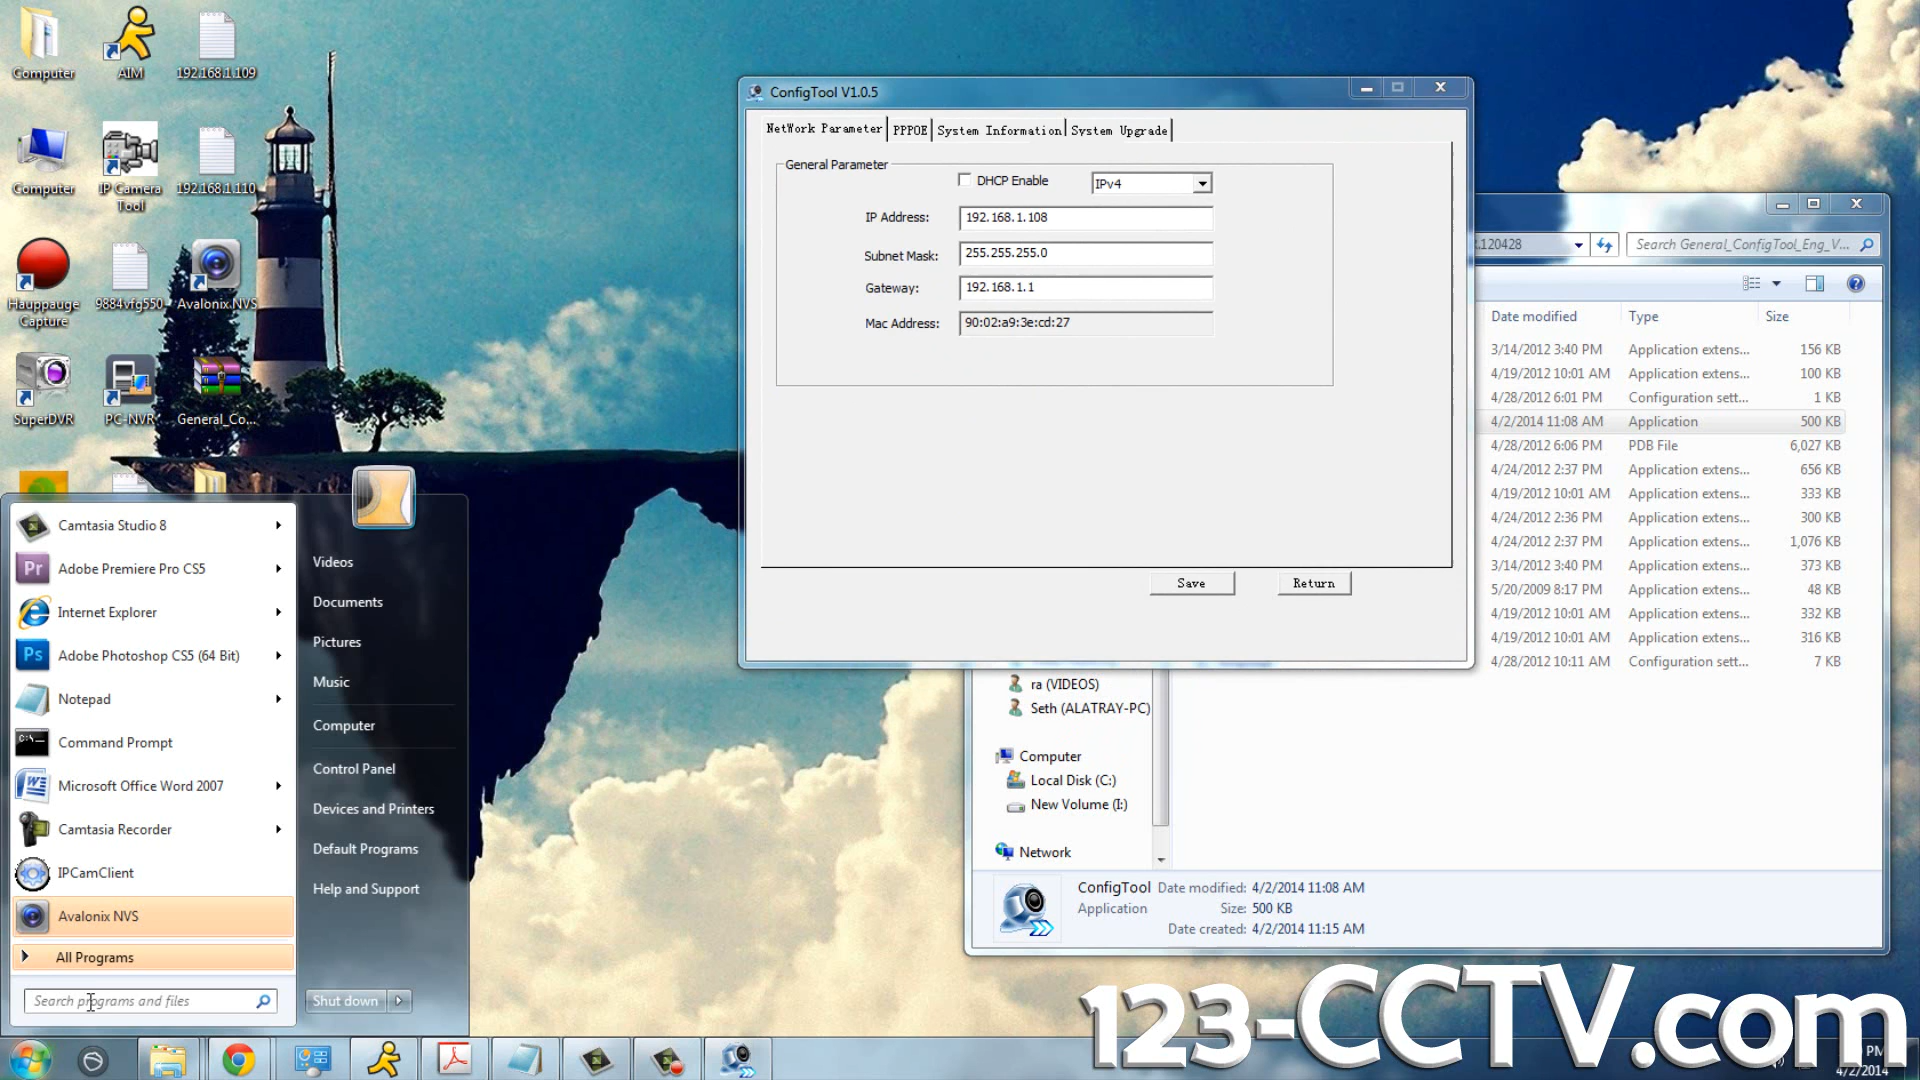 Computer
AIM
192.168.1.109
Computer
IP Camera Tool
192.168.1.110
Hauppauge Capture
9884vfg550
Avalonix NVS
SuperDVR
PC-NVR
General_Co...
ConfigTool V1.0.5
NetWork Parameter
PPPOE
System Information
System Upgrade
General Parameter
DHCP Enable
IPv4
IP Address:
192.168.1.108
Subnet Mask:
255.255.255.0
Gateway:
192.168.1.1
Mac Address:
90:02:a9:3e:cd:27
Save
Return
.120428
Search General_ConfigTool_Eng_V...
Date modified Type Size
3/14/2012 3:40 PM Application extens... 156 KB
4/19/2012 10:01 AM Application extens... 100 KB
4/28/2012 6:01 PM Configuration sett... 1 KB
4/2/2014 11:08 AM Application 500 KB
4/28/2012 6:06 PM PDB File 6,027 KB
4/24/2012 2:37 PM Application extens... 656 KB
4/19/2012 10:01 AM Application extens... 333 KB
4/24/2012 2:36 PM Application extens... 300 KB
4/24/2012 2:37 PM Application extens... 1,076 KB
3/14/2012 3:40 PM Application extens... 373 KB
5/20/2009 8:17 PM Application extens... 48 KB
4/19/2012 10:01 AM Application extens... 332 KB
4/19/2012 10:01 AM Application extens... 316 KB
4/28/2012 10:11 AM Configuration sett... 7 KB
ra (VIDEOS)
Seth (ALATRAY-PC)
Computer
Local Disk (C:)
New Volume (I:)
Network
ConfigTool Date modified: 4/2/2014 11:08 AM
Application Size: 500 KB
Date created: 4/2/2014 11:15 AM
Camtasia Studio 8
Pr Adobe Premiere Pro CS5
Internet Explorer
Ps Adobe Photoshop CS5 (64 Bit)
Notepad
C:\_ Command Prompt
Microsoft Office Word 2007
Camtasia Recorder
IPCamClient
Avalonix NVS
All Programs
Search programs and files
Videos
Documents
Pictures
Music
Computer
Control Panel
Devices and Printers
Default Programs
Help and Support
Shut down
123-CCTV.com
PM
4/2/2014